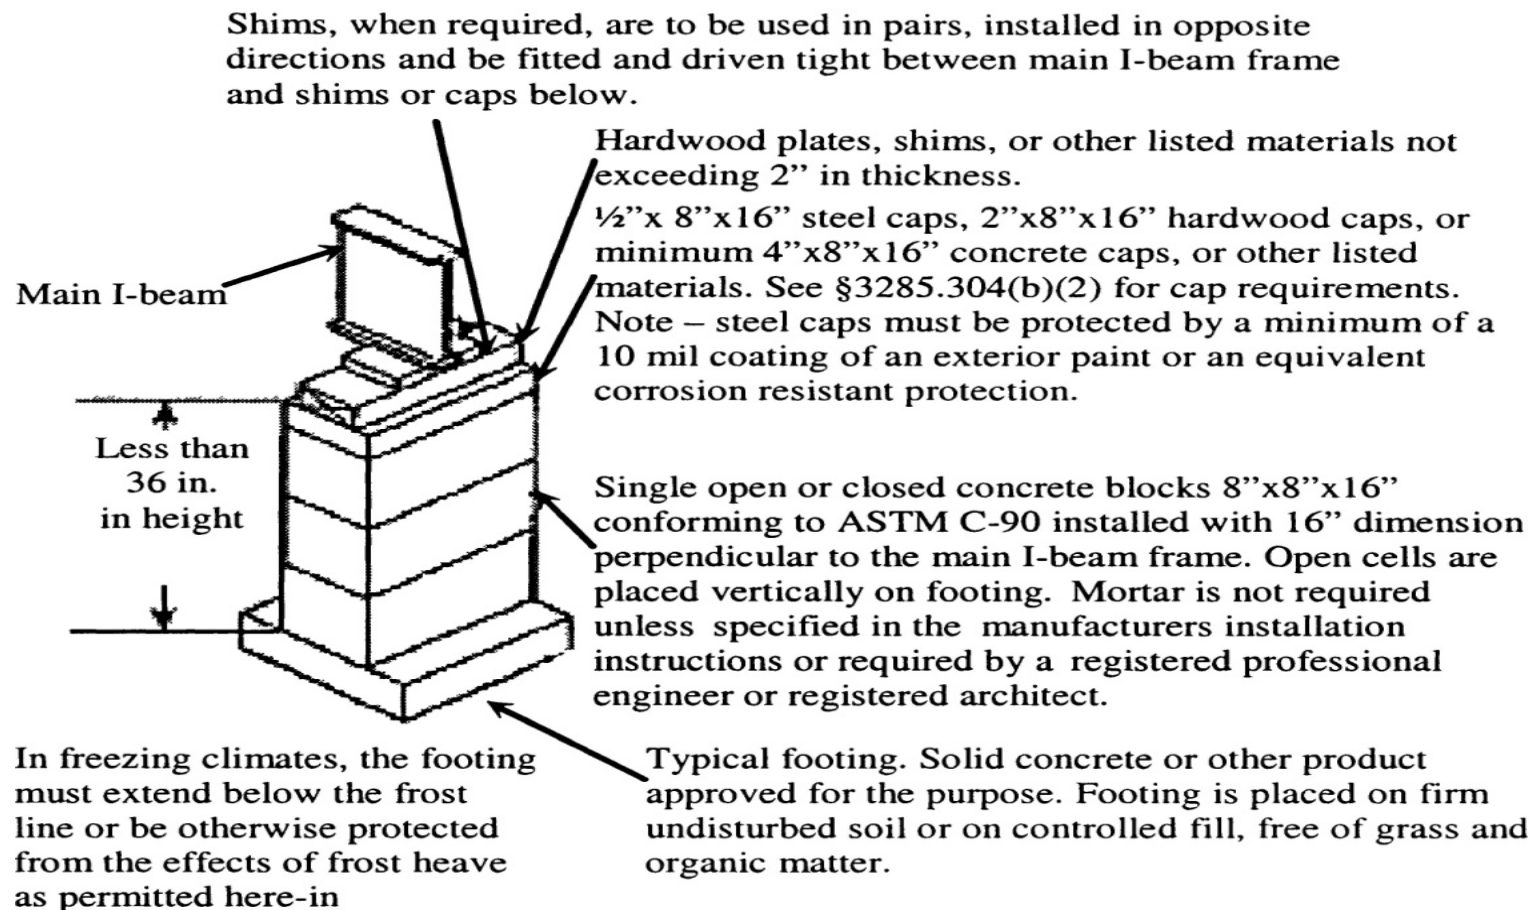 Shims, when required, are to be used in pairs, installed in opposite
directions and be fitted and driven tight between main I-beam frame
and shims or caps below.
Hardwood plates, shims, or other listed materials not
exceeding 2” in thickness.
½”x 8”x16” steel caps, 2”x8”x16” hardwood caps, or
minimum 4”x8”x16” concrete caps, or other listed
materials. See §3285.304(b)(2) for cap requirements.
Note – steel caps must be protected by a minimum of a
10 mil coating of an exterior paint or an equivalent
corrosion resistant protection.
Main I-beam
Less than
36 in.
in height
Single open or closed concrete blocks 8”x8”x16”
conforming to ASTM C-90 installed with 16” dimension
perpendicular to the main I-beam frame. Open cells are
placed vertically on footing. Mortar is not required
unless specified in the manufacturers installation
instructions or required by a registered professional
engineer or registered architect.
In freezing climates, the footing
must extend below the frost
line or be otherwise protected
from the effects of frost heave
as permitted here-in
Typical footing. Solid concrete or other product
approved for the purpose. Footing is placed on firm
undisturbed soil or on controlled fill, free of grass and
organic matter.